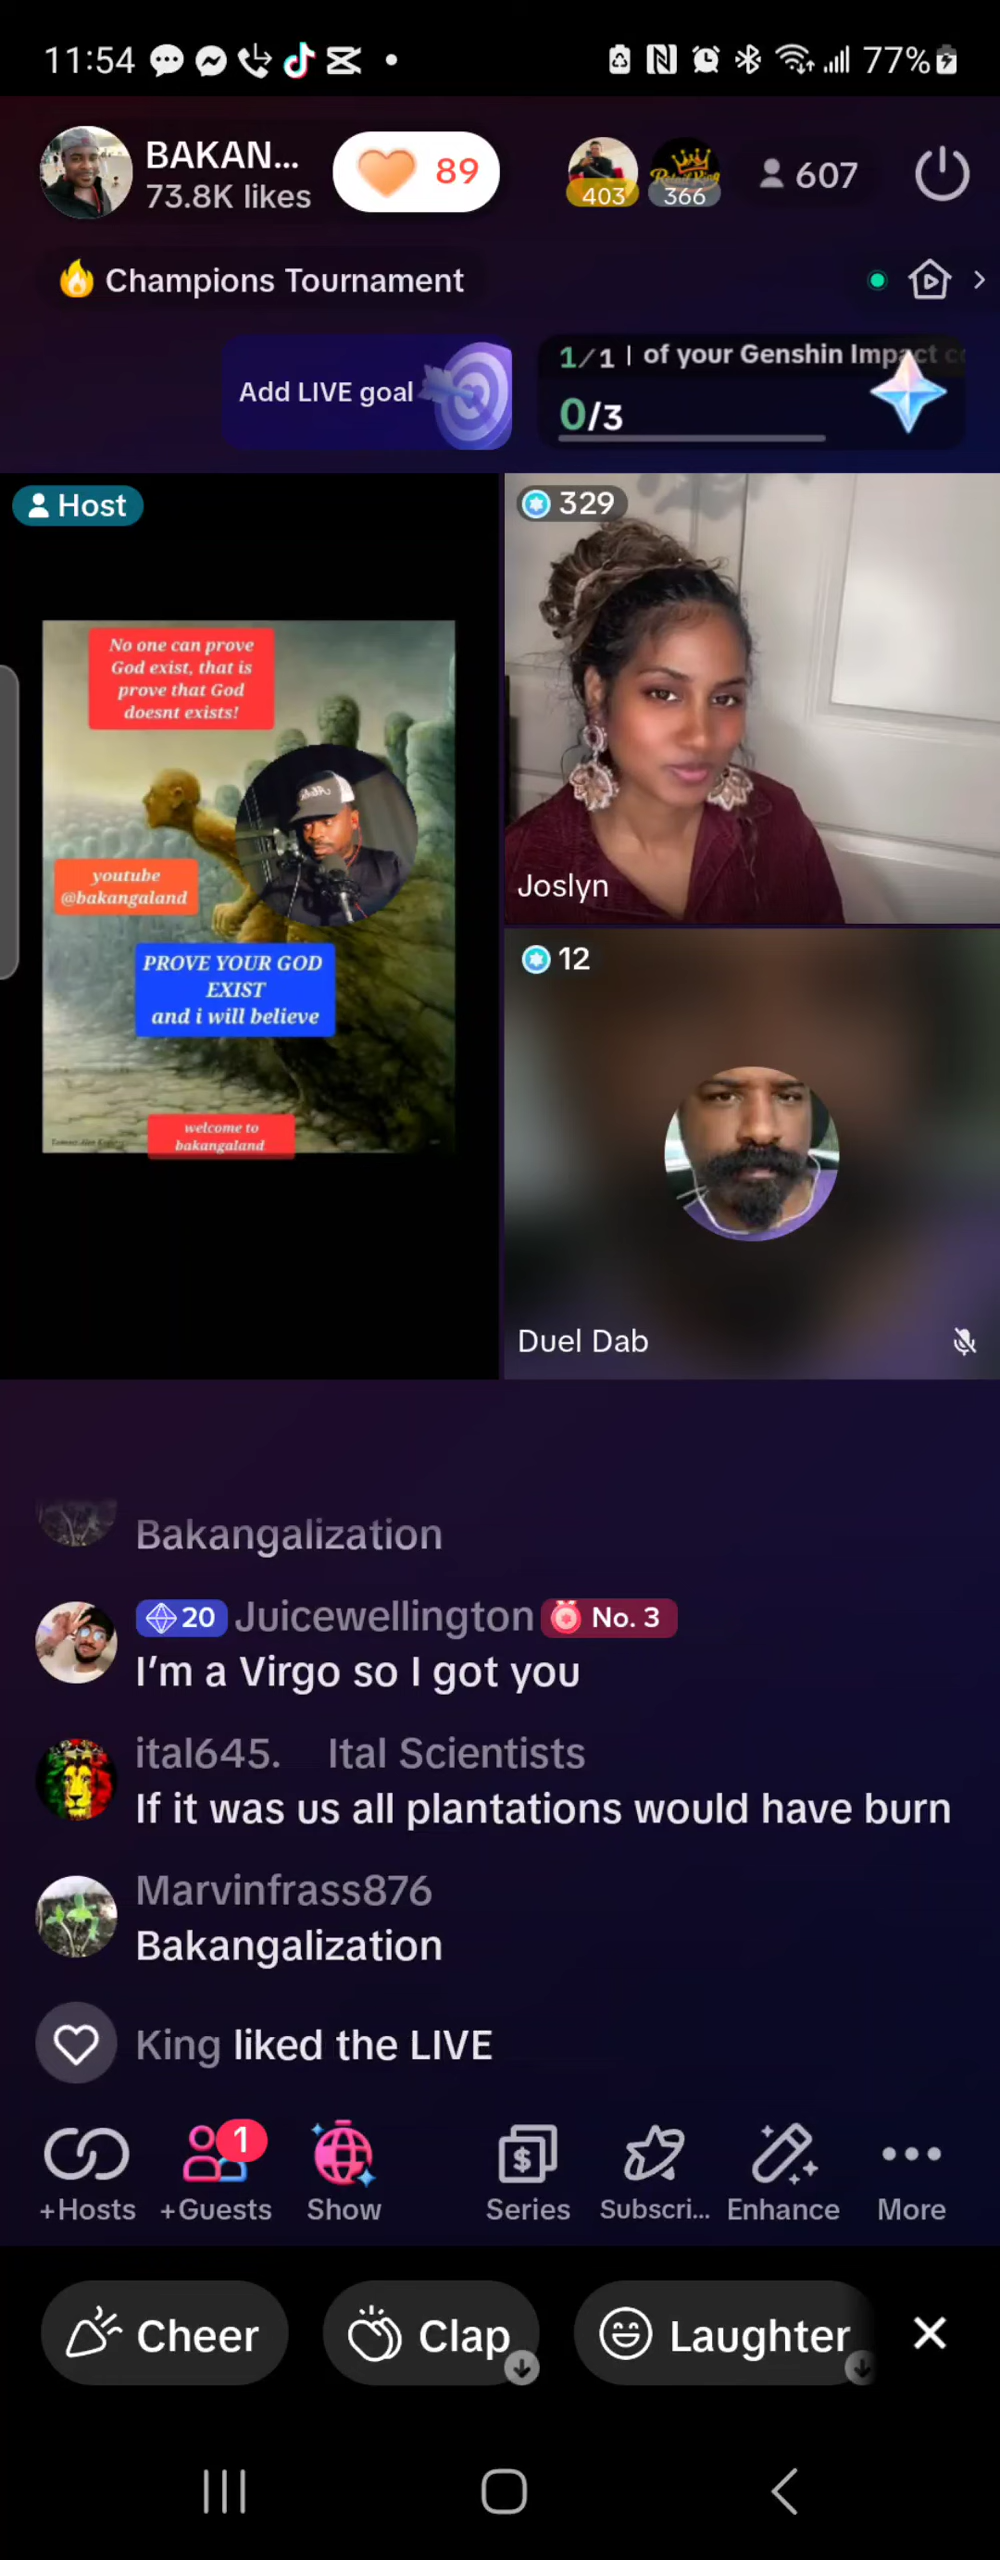 11:54
77%
BAKAN...
73.8K likes
89
403
366
607
Champions Tournament
Add LIVE goal
1/1 | of your Genshin Impact
0/3
Host
No one can prove
God exist, that is
prove that God
doesnt exists!
youtube
@bakangaland
PROVE YOUR GOD
EXIST
and i will believe
welcome to
bakangaland
329
Joslyn
12
Duel Dab
Bakangalization
20 Juicewellington No. 3
I’m a Virgo so I got you
ital645. Ital Scientists
If it was us all plantations would have burn
Marvinfrass876
Bakangalization
King liked the LIVE
1
+Hosts
+Guests
Show
Series
Subscri...
Enhance
More
Cheer
Clap
Laughter